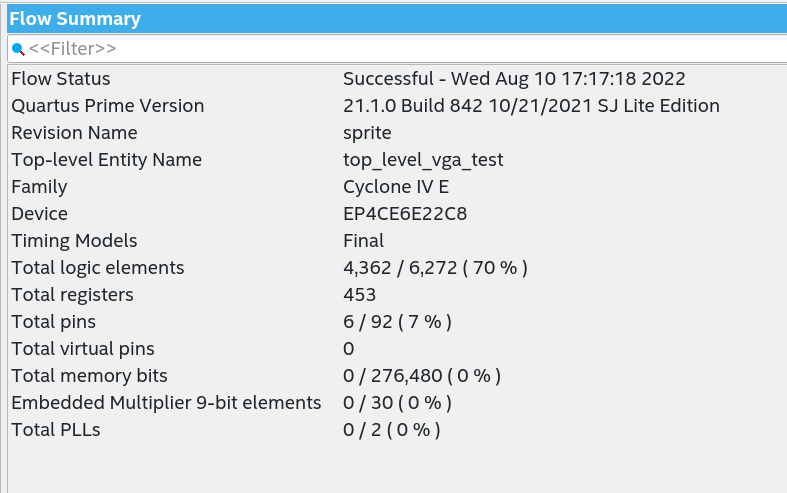 Flow Summary
<<Filter>>
Flow Status Successful - Wed Aug 10 17:17:18 2022
Quartus Prime Version 21.1.0 Build 842 10/21/2021 SJ Lite Edition
Revision Name sprite
Top-level Entity Name top_level_vga_test
Family Cyclone IV E
Device EP4CE6E22C8
Timing Models Final
Total logic elements 4,362 / 6,272 ( 70 % )
Total registers 453
Total pins 6 / 92 ( 7 % )
Total virtual pins 0
Total memory bits 0 / 276,480 ( 0 % )
Embedded Multiplier 9-bit elements 0 / 30 ( 0 % )
Total PLLs 0 / 2 ( 0 % )